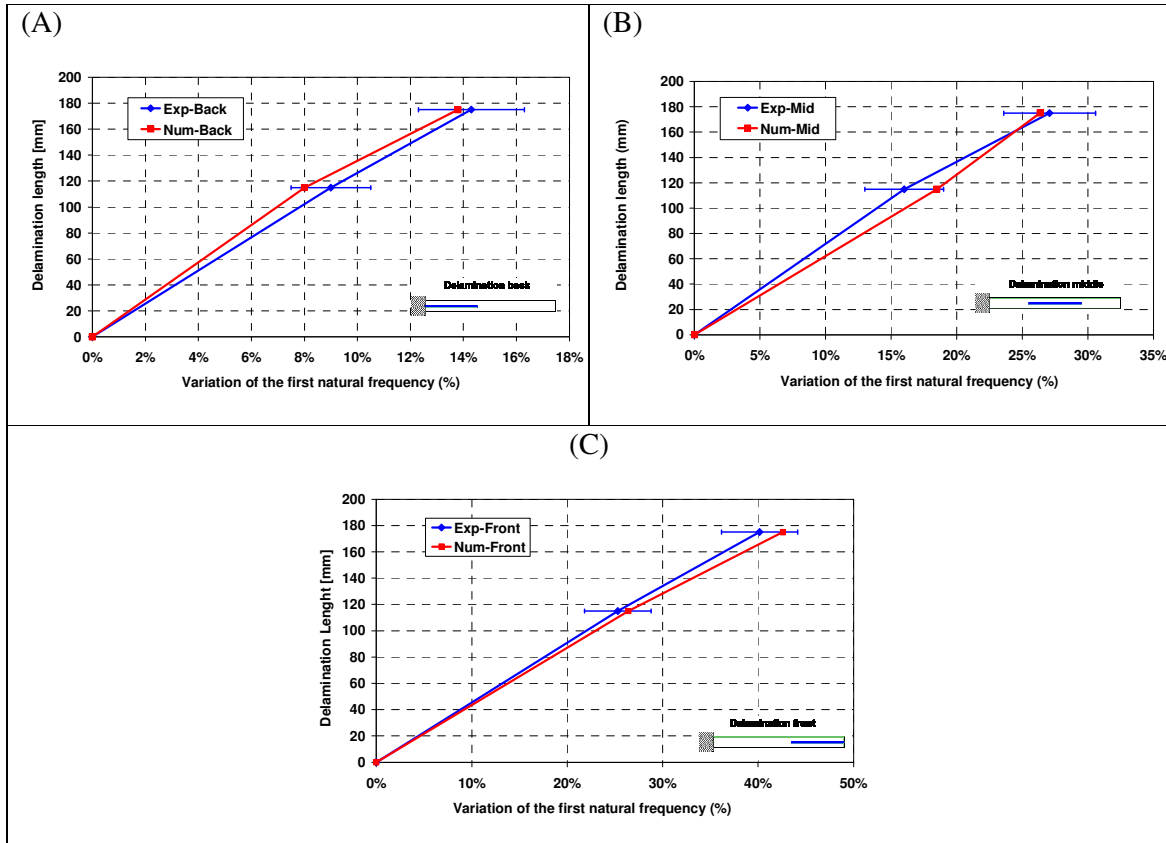 (A)
200
180
160
140
120
100
80
60
40
20
0
Delamination length [mm]
Exp-Back
Num-Back
Delamination back
0% 2% 4% 6% 8% 10% 12% 14% 16% 18%
Variation of the first natural frequency (%)
(B)
200
180
160
140
120
100
80
60
40
20
0
Delamination length (mm)
Exp-Mid
Num-Mid
Delamination middle
0% 5% 10% 15% 20% 25% 30% 35%
Variation of the first natural frequency (%)
(C)
200
180
160
140
120
100
80
60
40
20
0
Delamination Lenght [mm]
Exp-Front
Num-Front
Delamination front
0% 10% 20% 30% 40% 50%
Variation of the first natural frequency (%)